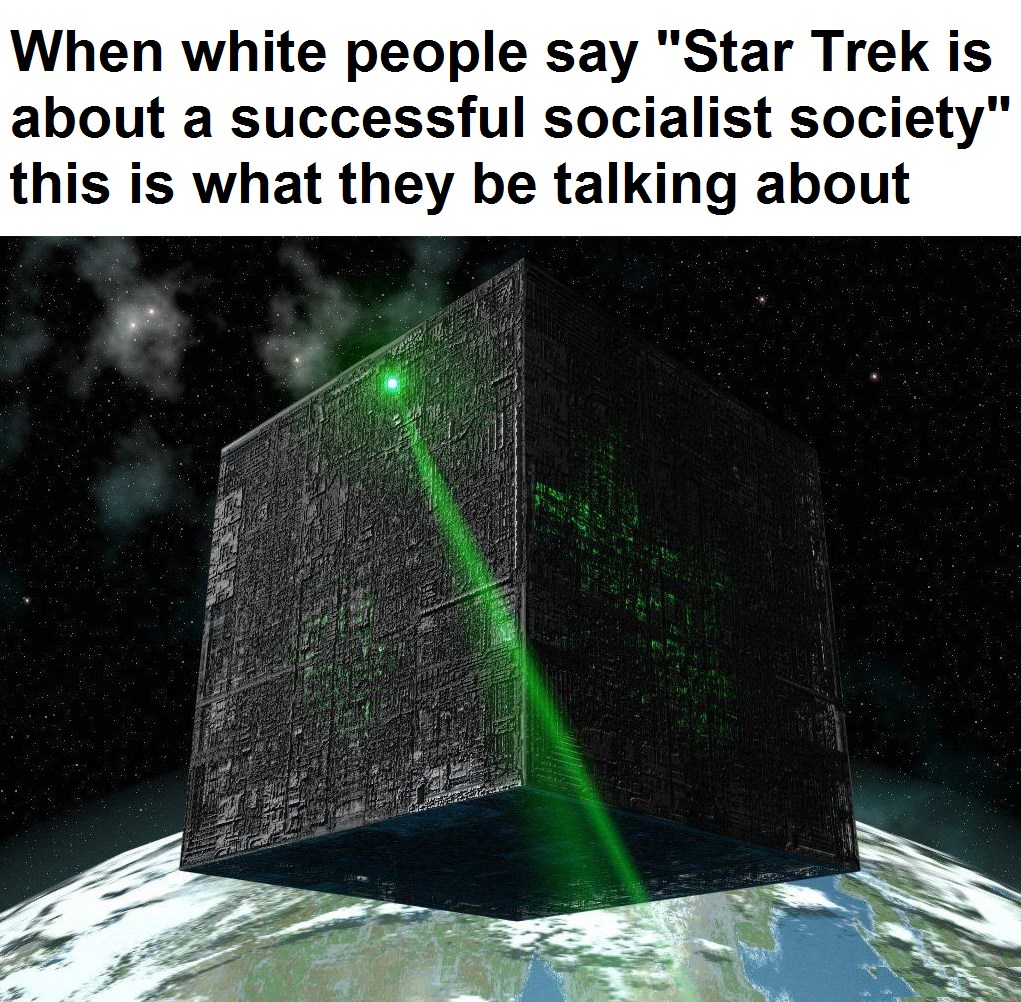 When white people say "Star Trek is
about a successful socialist society"
this is what they be talking about